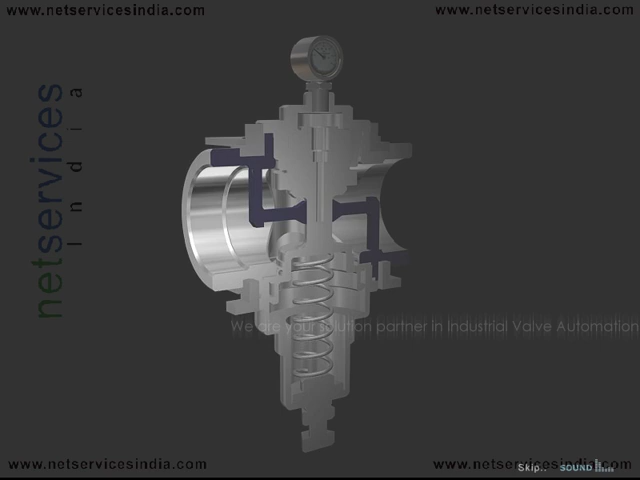 www.netservicesindia.com
www.netservicesindia.com
netservices
India
We are your solution partner in Industrial Valve Automation
www.netservicesindia.com
www.netservicesindia.com
Skip..
SOUND